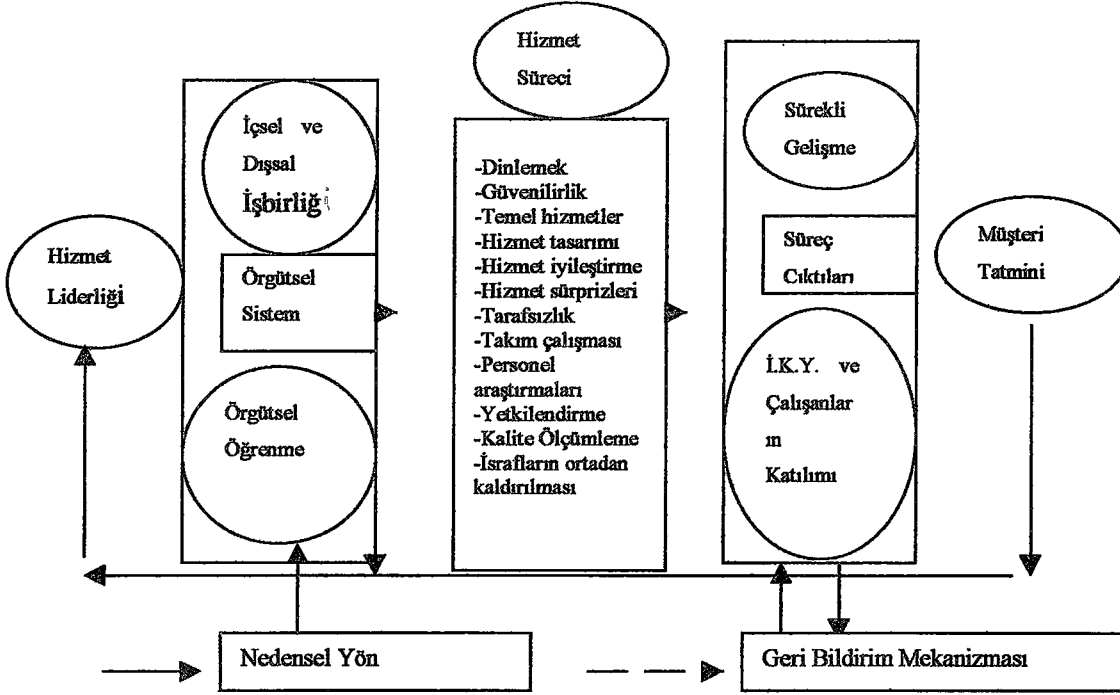 Hizmet
Liderliği
İçsel ve
Dışsal
İşbirliği
Örgütsel
Sistem
Örgütsel
Öğrenme
Hizmet
Süreci
-Dinlemek
-Güvenilirlik
-Temel hizmetler
-Hizmet tasarımı
-Hizmet iyileştirme
-Hizmet sürprizleri
-Tarafsızlık
-Takım çalışması
-Personel
araştırmaları
-Yetkilendirme
-Kalite Ölçümleme
-İsrafların ortadan
kaldırılması
Sürekli
Gelişme
Süreç
Cıktıları
İ.K.Y. ve
Çalışanlar
ın
Katılımı
Müşteri
Tatmini
Nedensel Yön
Geri Bildirim Mekanizması